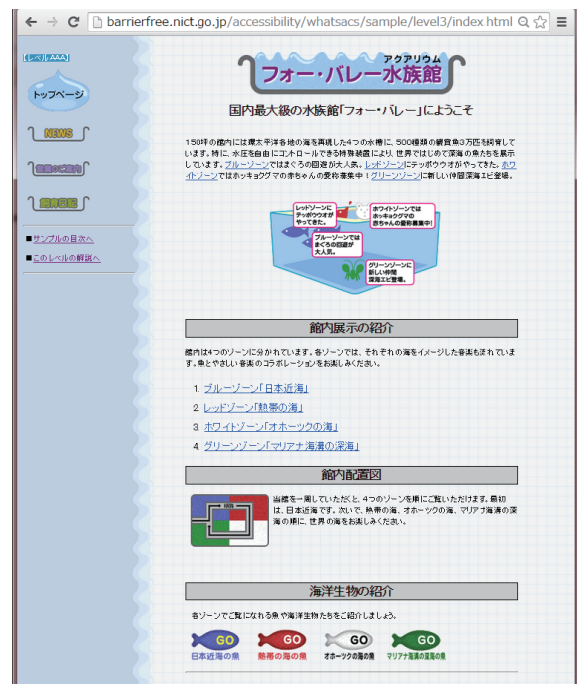 barrierfree.nict.go.jp/accessibility/whatsacs/sample/level3/index.html
[レベルAAA]
トップページ
NEWS
飼育日記
■サンプルの目次へ
■このレベルの解説へ
アクアリウム
フォー・バレー水族館
国内最大級の水族館「フォー・バレー」にようこそ
150坪の館内には環太平洋各地の海を再現した4つの水槽に、500種類の観賞魚3万匹を飼育して
います。特に、水圧を自由にコントロールできる特殊装置により、世界ではじめて深海の魚たちを展示
しています。ブルーゾーンではまぐろの回遊が大人気。レッドゾーンにテッポウウオがやってきた。ホワ
イトゾーンではホッキョクグマの赤ちゃんの愛称募集中！グリーンゾーンに新しい仲間深海エビ登場。
レッドゾーンに
テッポウウオが
やってきた。
ホワイトゾーンでは
ホッキョクグマの
赤ちゃんの愛称募集中!
ブルーゾーンでは
まぐろの回遊が
大人気。
グリーンゾーンに
新しい仲間
深海エビ登場。
館内展示の紹介
館内は4つのゾーンに分かれています。各ゾーンでは、それぞれの海をイメージした音楽も流れていま
す。魚とやさしい音楽のコラボレーションをお楽しみください。
1. ブルーゾーン「日本近海」
2. レッドゾーン「熱帯の海」
3. ホワイトゾーン「オホーツクの海」
4. グリーンゾーン「マリアナ海溝の深海」
館内配置図
当館を一周していただくと、4つのゾーンを順にご覧いただけます。最初
は、日本近海です。次いで、熱帯の海、オホーツクの海、マリアナ海溝の深
海の順に、世界の海をお楽しみください。
海洋生物の紹介
各ゾーンでご覧になれる魚や海洋生物たちをご紹介しましょう。
GO GO GO GO
日本近海の魚 熱帯の海の魚 オホーツクの海の魚 マリアナ海溝の深海の魚